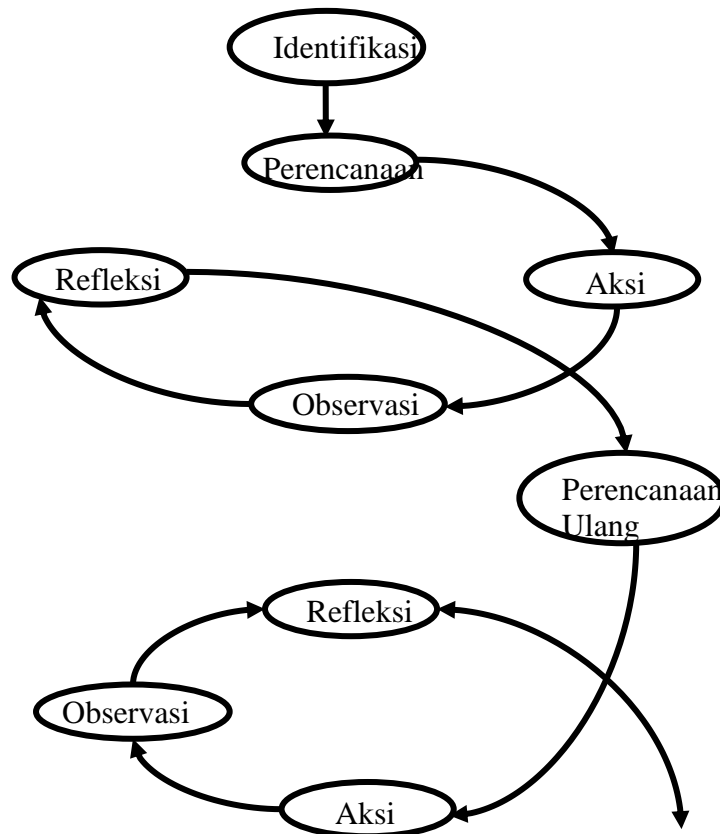 Identifikasi
Perencanaan
Refleksi
Aksi
Observasi
Perencanaan
Ulang
Refleksi
Observasi
Aksi